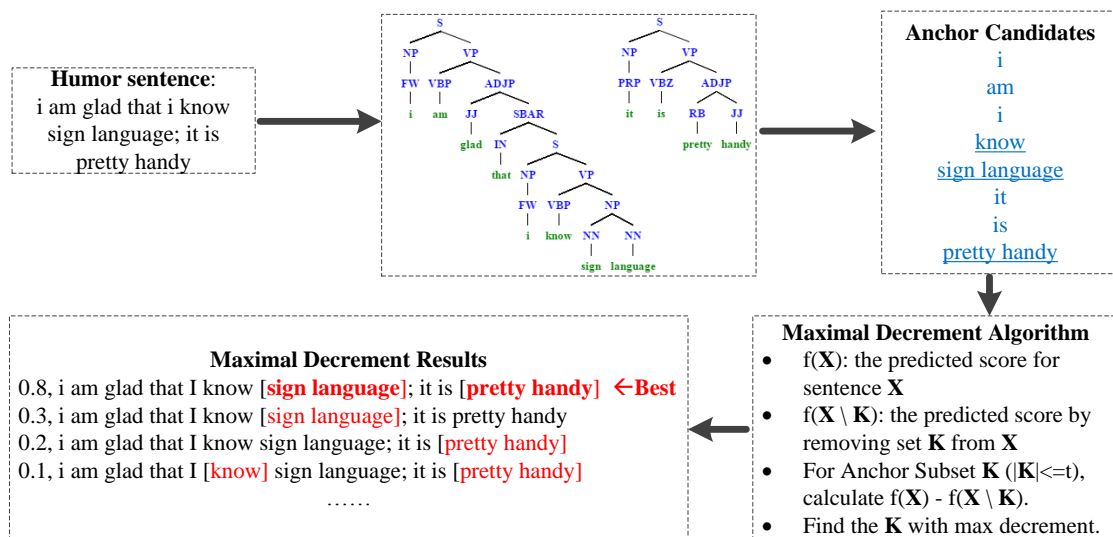 Humor sentence:
i am glad that i know
sign language; it is
pretty handy
S
NP VP
FW VBP ADJP
i am JJ SBAR
glad IN S
that NP VP
FW VBP NP
i know NN NN
sign language
S
NP VP
PRP VBZ ADJP
it is RB JJ
pretty handy
Anchor Candidates
i
am
i
know
sign language
it
is
pretty handy
Maximal Decrement Algorithm
• f(X): the predicted score for
sentence X
• f(X \ K): the predicted score by
removing set K from X
• For Anchor Subset K (|K|<=t),
calculate f(X) - f(X \ K).
• Find the K with max decrement.
Maximal Decrement Results
0.8, i am glad that I know [sign language]; it is [pretty handy] ←Best
0.3, i am glad that I know [sign language]; it is pretty handy
0.2, i am glad that I know sign language; it is [pretty handy]
0.1, i am glad that I [know] sign language; it is [pretty handy]
……